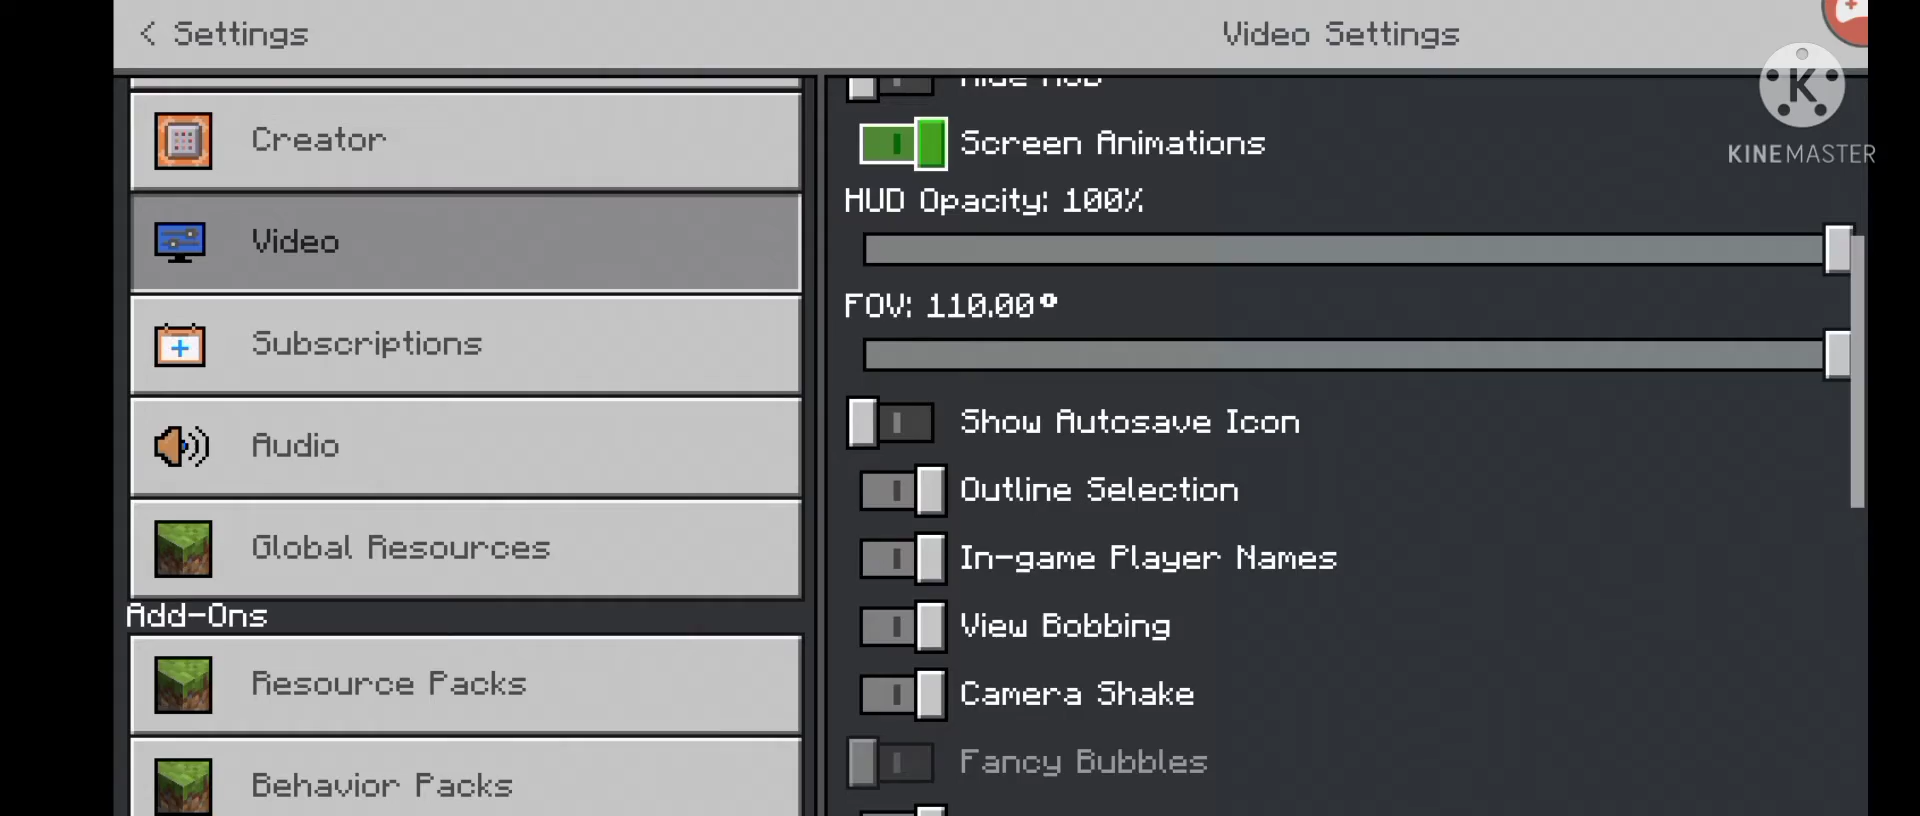 < Settings
Video Settings
Creator
Video
Subscriptions
Audio
Global Resources
Add-Ons
Resource Packs
Behavior Packs
Hide HUD
Screen Animations
HUD Opacity: 100%
FOV: 110.00°
Show Autosave Icon
Outline Selection
In-game Player Names
View Bobbing
Camera Shake
Fancy Bubbles
K
KINEMASTER